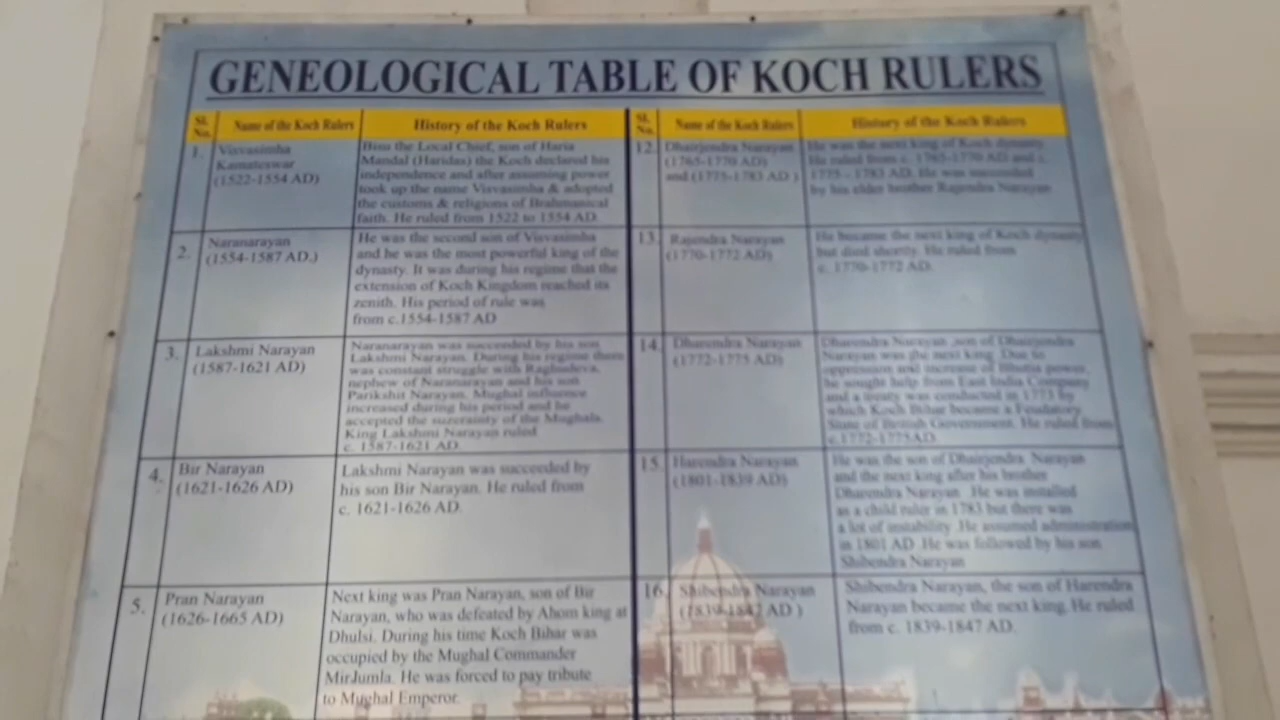 GENEOLOGICAL TABLE OF KOCH RULERS
Sl. No. Name of the Koch Rulers History of the Koch Rulers
1. Visvasimha
Kamateswar
(1522-1554 AD)
Bisu the Local Chief, son of Haria
Mandal (Haridas) the Koch declared his
independence and after assuming power
took up the name Visvasimha & adopted
the customs & religions of Brahmanical
faith. He ruled from 1522 to 1554 AD.
2. Naranarayan
(1554-1587 AD.)
He was the second son of Visvasimha
and he was the most powerful king of the
dynasty. It was during his regime that the
extension of Koch Kingdom reached its
zenith. His period of rule was
from c.1554-1587 AD
3. Lakshmi Narayan
(1587-1621 AD)
Naranarayan was succeeded by his son
Lakshmi Narayan. During his regime there
was constant struggle with Raghudeva,
nephew of Naranarayan and his son
Parikshit Narayan. Mughal influence
increased during his period and he
accepted the suzerainty of the Mughals.
King Lakshmi Narayan ruled
c. 1587-1621 AD.
4. Bir Narayan
(1621-1626 AD)
Lakshmi Narayan was succeeded by
his son Bir Narayan. He ruled from
c. 1621-1626 AD.
5. Pran Narayan
(1626-1665 AD)
Next king was Pran Narayan, son of Bir
Narayan, who was defeated by Ahom king at
Dhulsi. During his time Koch Bihar was
occupied by the Mughal Commander
MirJumla. He was forced to pay tribute
to Mughal Emperor.
Sl. No. Name of the Koch Rulers History of the Koch Rulers
12. Dhairjendra Narayan
(1765-1770 AD)
and (1775-1783 AD )
He was the next king of Koch dynasty.
He ruled from c. 1765-1770 AD and c.
1775 - 1783 AD. He was succeeded
by his elder brother Rajendra Narayan
13. Rajendra Narayan
(1770-1772 AD)
He became the next king of Koch dynasty
but died shortly. He ruled from
c. 1770-1772 AD.
14. Dharendra Narayan
(1772-1775 AD)
Dharendra Narayan ,son of Dhairjendra
Narayan was the next king. Due to
oppression and increase of Bhutia power,
he sought help from East India Company
and a treaty was conducted in 1773 by
which Koch Bihar became a Feudatory
State of British Government. He ruled from
c.1772-1775AD.
15. Harendra Narayan
(1801-1839 AD)
He was the son of Dhairjendra Narayan
and the next king after his brother
Dharendra Narayan .He was installed
as a child ruler in 1783 but there was
a lot of instability .He assumed administration
in 1801 AD .He was followed by his son
Shibendra Narayan
16. Shibendra Narayan
(1839-1847 AD )
Shibendra Narayan, the son of Harendra
Narayan became the next king. He ruled
from c. 1839-1847 AD.